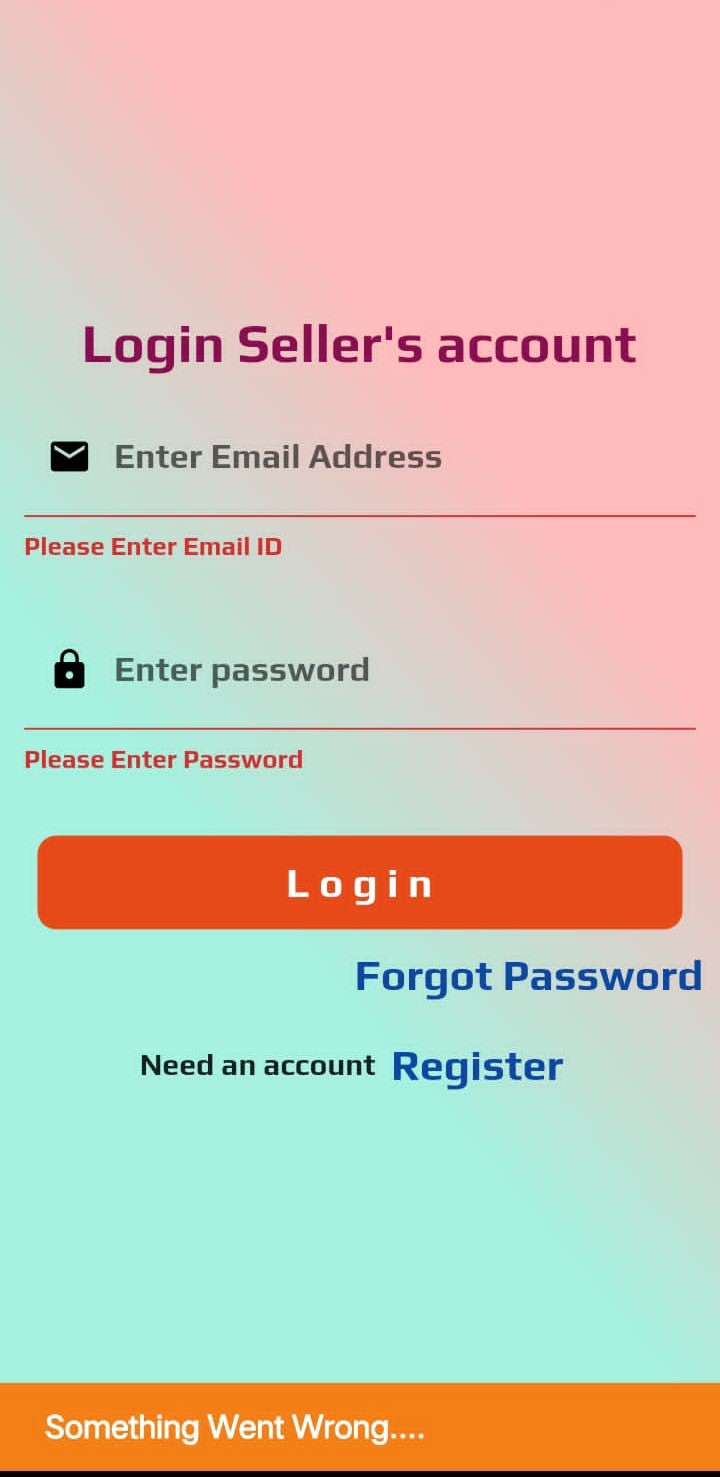 Login Seller's account
Enter Email Address
Please Enter Email ID
Enter password
Please Enter Password
Login
Forgot Password
Need an account Register
Something Went Wrong....